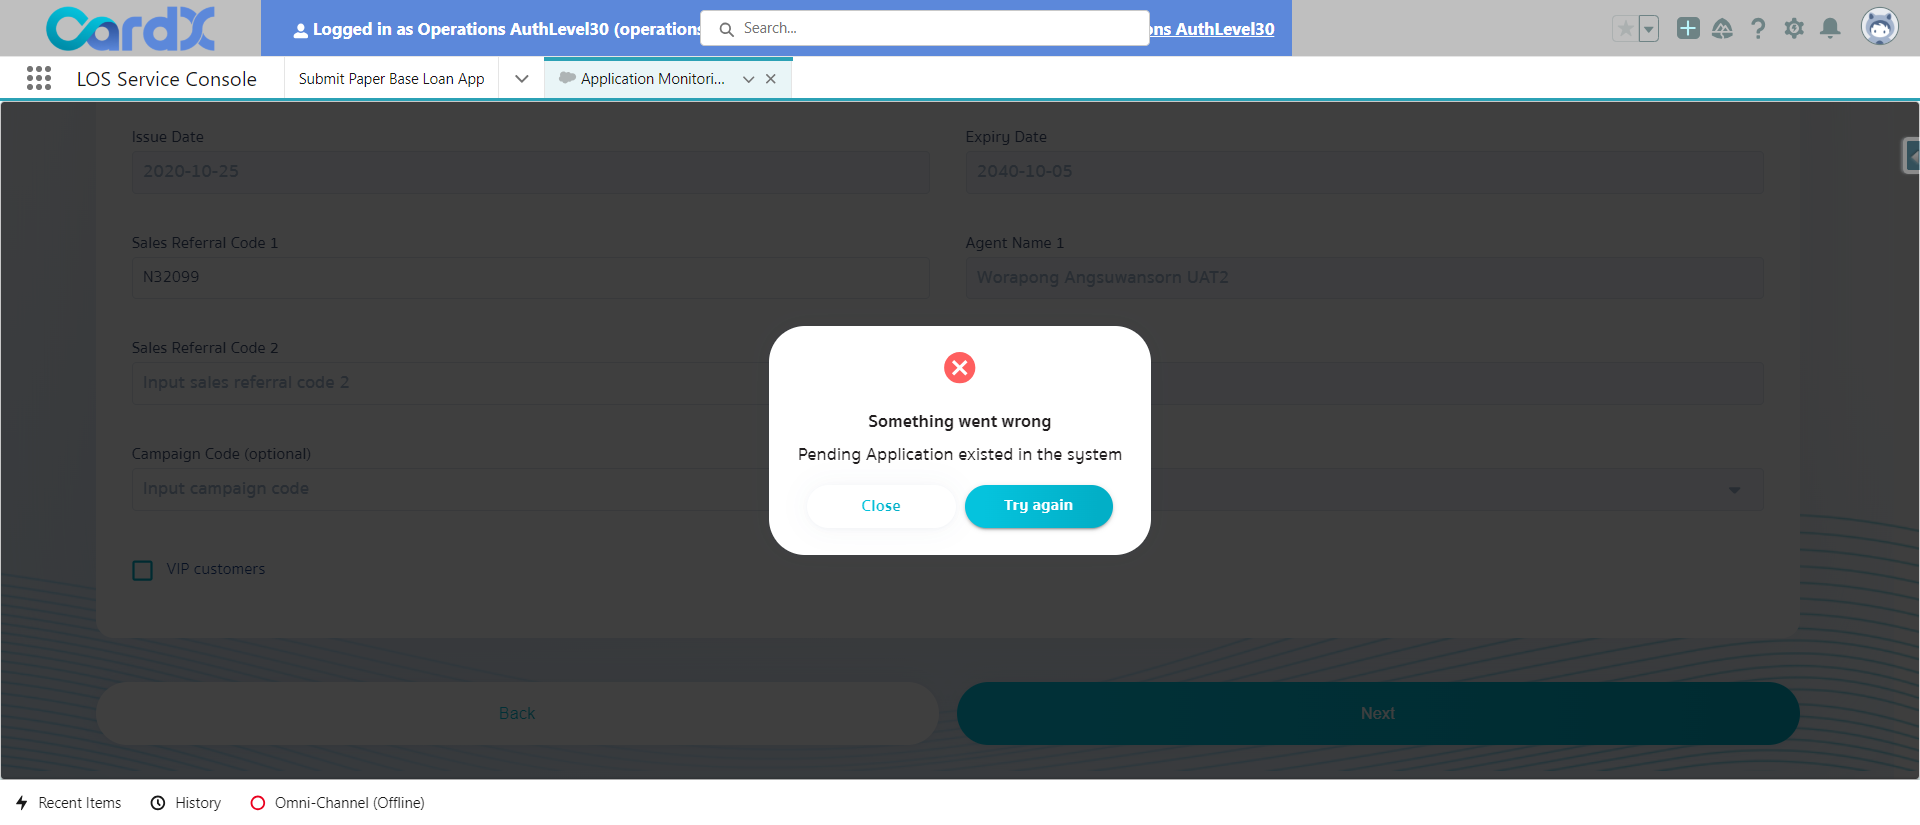 CardX
Logged in as Operations AuthLevel30 (operations
Search...
ns AuthLevel30
LOS Service Console
Submit Paper Base Loan App
Application Monitori...
Issue Date
Expiry Date
2020-10-25
2040-10-05
Sales Referral Code 1
Agent Name 1
N32099
Worapong Angsuwansorn UAT2
Sales Referral Code 2
Input sales referral code 2
Something went wrong
Pending Application existed in the system
Close
Try again
Campaign Code (optional)
Input campaign code
VIP customers
Back
Next
Recent Items
History
Omni-Channel (Offline)